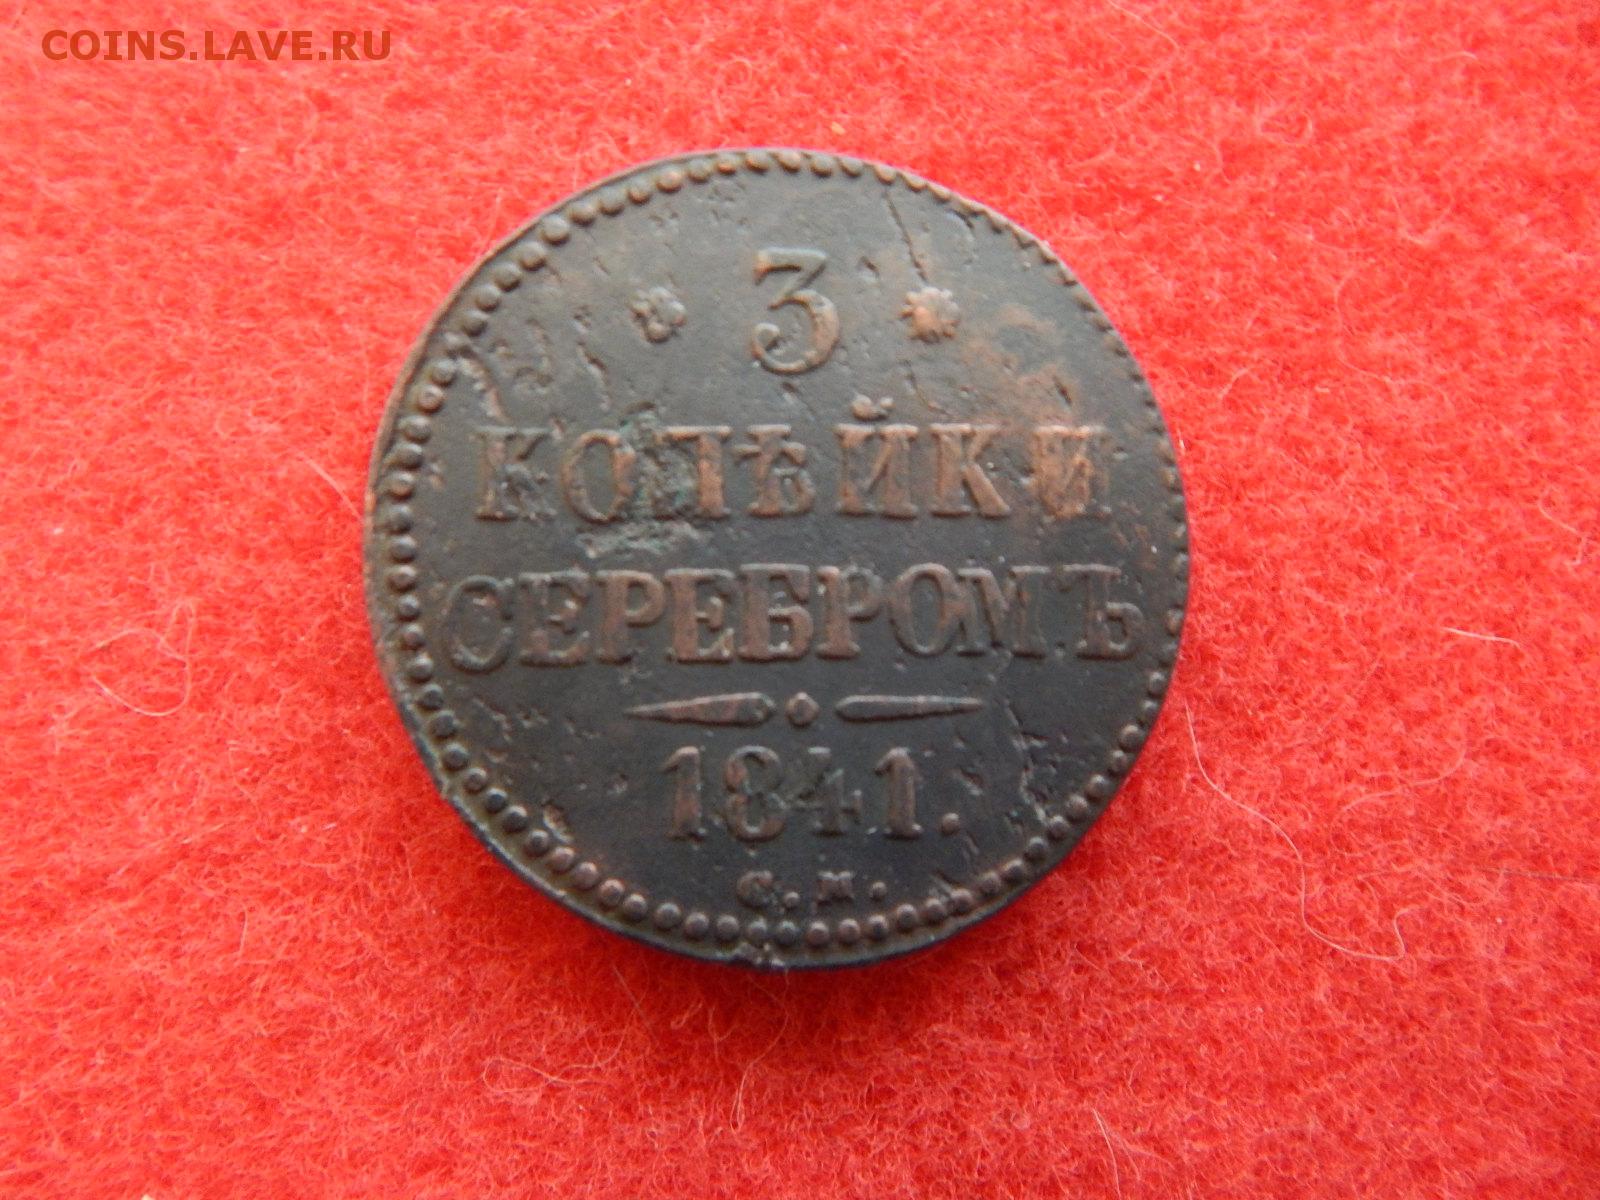 COINS.LAVE.RU
3
КОПѢЙКИ
СЕРЕБРОМЪ
1841.
С.М.